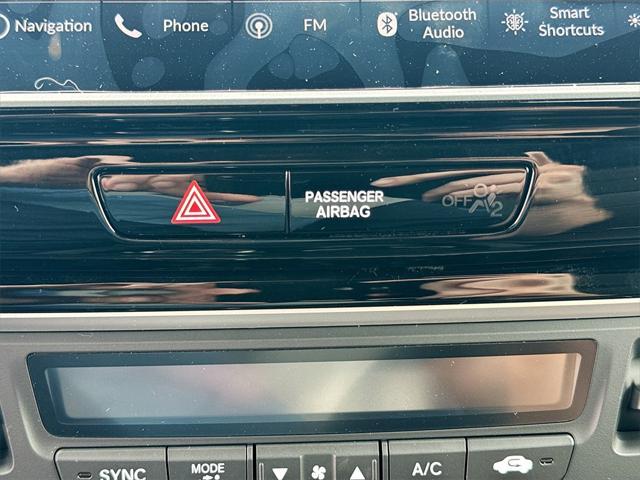 Navigation
Phone
FM
Bluetooth
Audio
Smart
Shortcuts
PASSENGER
AIRBAG
OFF
2
SYNC
MODE
A/C